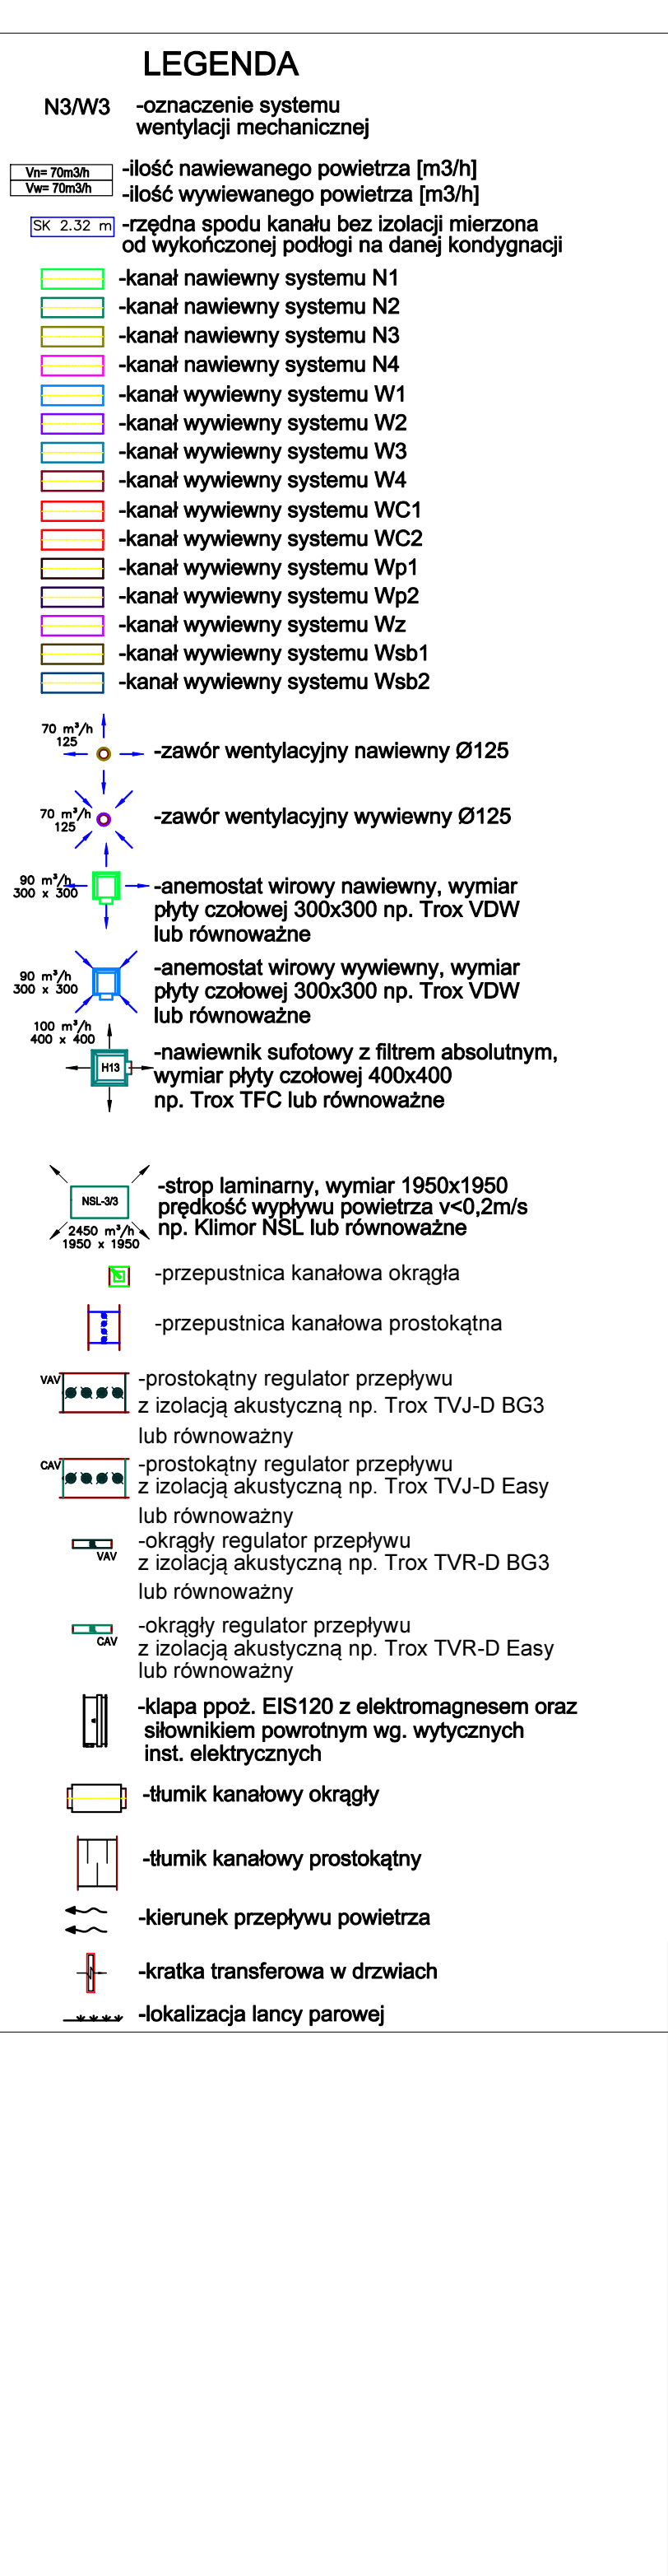 LEGENDA
N3/W3 -oznaczenie systemu
wentylacji mechanicznej
Vn= 70m3/h -ilość nawiewanego powietrza [m3/h]
Vw= 70m3/h -ilość wywiewanego powietrza [m3/h]
SK 2.32 m -rzędna spodu kanału bez izolacji mierzona
od wykończonej podłogi na danej kondygnacji
-kanał nawiewny systemu N1
-kanał nawiewny systemu N2
-kanał nawiewny systemu N3
-kanał nawiewny systemu N4
-kanał wywiewny systemu W1
-kanał wywiewny systemu W2
-kanał wywiewny systemu W3
-kanał wywiewny systemu W4
-kanał wywiewny systemu WC1
-kanał wywiewny systemu WC2
-kanał wywiewny systemu Wp1
-kanał wywiewny systemu Wp2
-kanał wywiewny systemu Wz
-kanał wywiewny systemu Wsb1
-kanał wywiewny systemu Wsb2
70 m³/h
125
-zawór wentylacyjny nawiewny Ø125
70 m³/h
125
-zawór wentylacyjny wywiewny Ø125
90 m³/h
300 x 300
-anemostat wirowy nawiewny, wymiar
płyty czołowej 300x300 np. Trox VDW
lub równoważne
90 m³/h
300 x 300
-anemostat wirowy wywiewny, wymiar
płyty czołowej 300x300 np. Trox VDW
lub równoważne
100 m³/h
400 x 400
H13
-nawiewnik sufotowy z filtrem absolutnym,
wymiar płyty czołowej 400x400
np. Trox TFC lub równoważne
NSL-3/3
2450 m³/h
1950 x 1950
-strop laminarny, wymiar 1950x1950
prędkość wypływu powietrza v<0,2m/s
np. Klimor NSL lub równoważne
-przepustnica kanałowa okrągła
-przepustnica kanałowa prostokątna
VAV -prostokątny regulator przepływu
z izolacją akustyczną np. Trox TVJ-D BG3
lub równoważny
CAV -prostokątny regulator przepływu
z izolacją akustyczną np. Trox TVJ-D Easy
lub równoważny
VAV -okrągły regulator przepływu
z izolacją akustyczną np. Trox TVR-D BG3
lub równoważny
CAV -okrągły regulator przepływu
z izolacją akustyczną np. Trox TVR-D Easy
lub równoważny
-klapa ppoż. EIS120 z elektromagnesem oraz
siłownikiem powrotnym wg. wytycznych
inst. elektrycznych
-tłumik kanałowy okrągły
-tłumik kanałowy prostokątny
-kierunek przepływu powietrza
-kratka transferowa w drzwiach
-lokalizacja lancy parowej